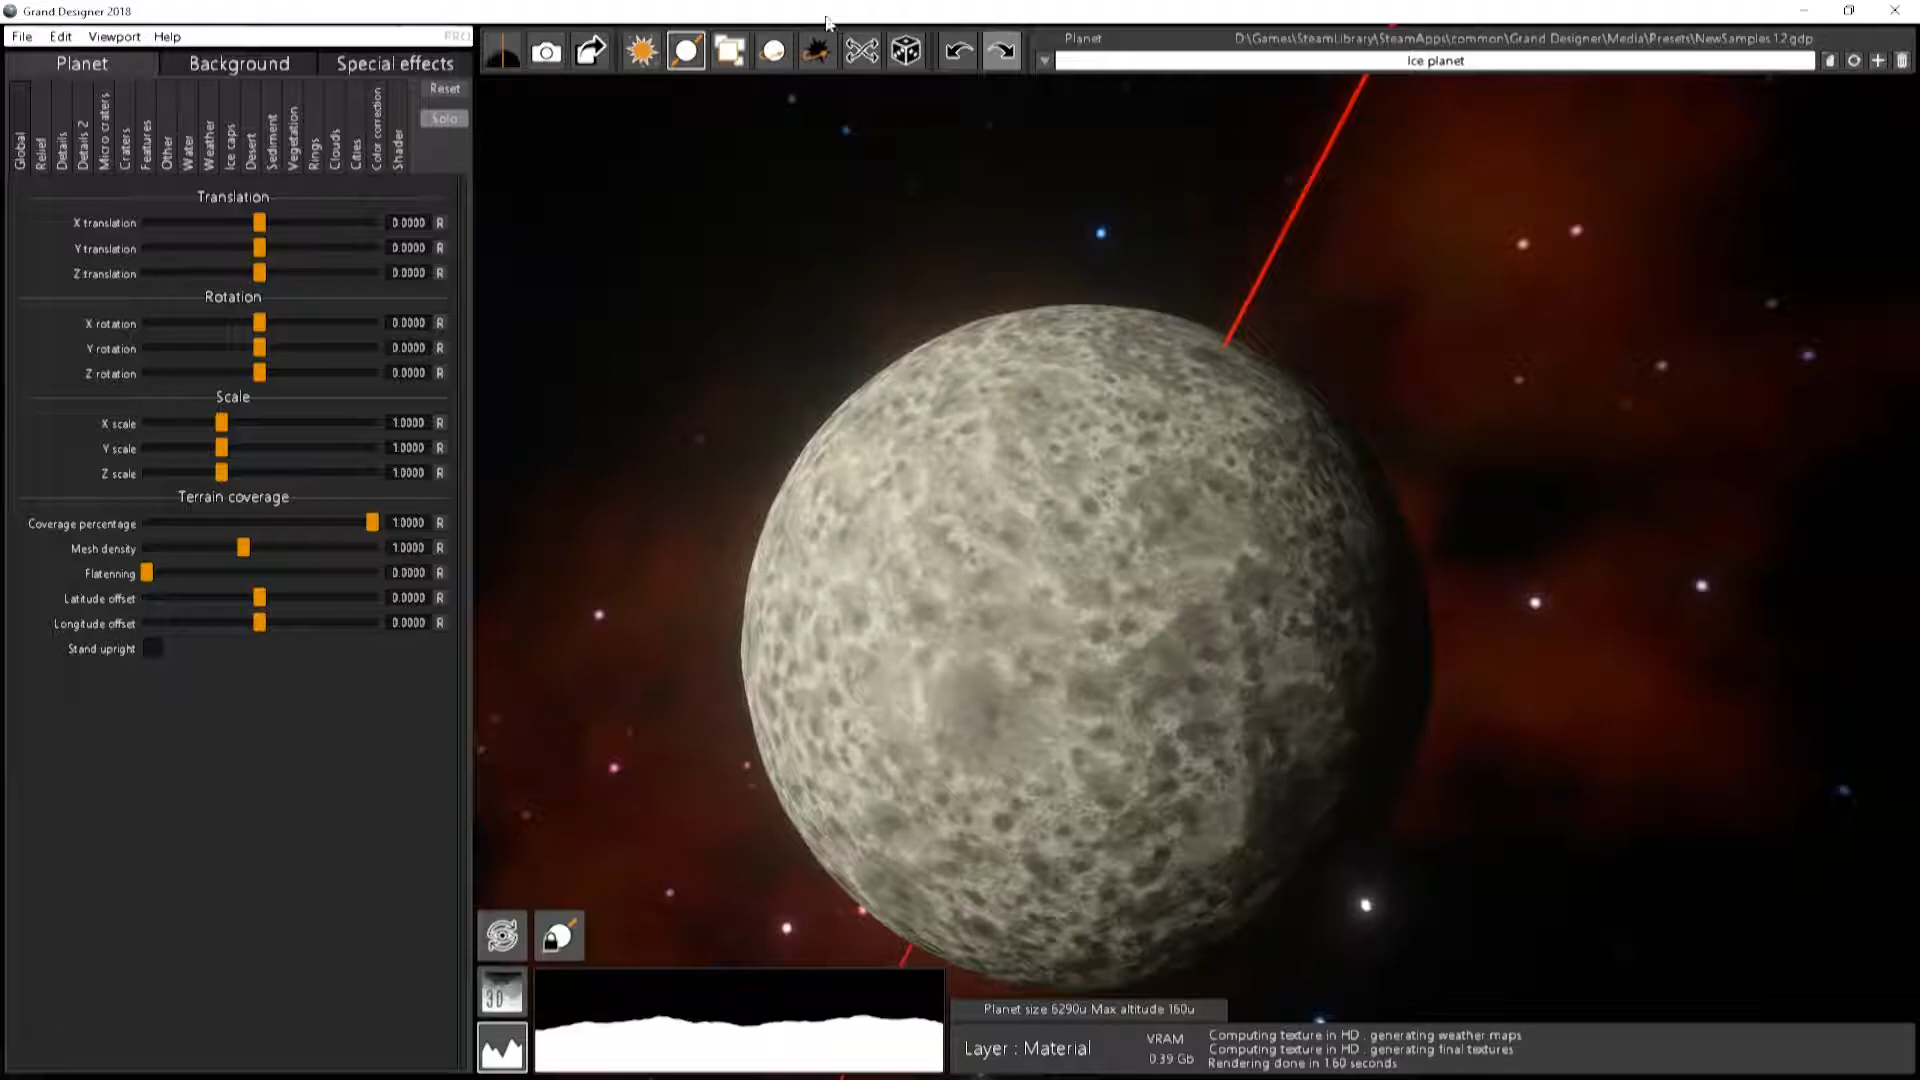 Grand Designer 2018
File Edit Viewport Help PRO
Planet Background Special effects
Reset
Solo
Global
Relief
Details
Details 2
Micro craters
Craters
Features
Other
Water
Weather
Ice caps
Desert
Sediment
Vegetation
Rings
Clouds
Cities
Color correction
Shader
Translation
X translation 0.0000 R
Y translation 0.0000 R
Z translation 0.0000 R
Rotation
X rotation 0.0000 R
Y rotation 0.0000 R
Z rotation 0.0000 R
Scale
X scale 1.0000 R
Y scale 1.0000 R
Z scale 1.0000 R
Terrain coverage
Coverage percentage 1.0000 R
Mesh density 1.0000 R
Flatenning 0.0000 R
Latitude offset 0.0000 R
Longitude offset 0.0000 R
Stand upright
Planet D:\Games\SteamLibrary\SteamApps\common\Grand Designer\Media\Presets\NewSamples 1.2.gdp
Ice planet
3D
Planet size 6290u Max altitude 160u
Layer : Material
VRAM
0.39 Gb
Computing texture in HD . generating weather maps
Computing texture in HD . generating final textures
Rendering done in 1.60 seconds